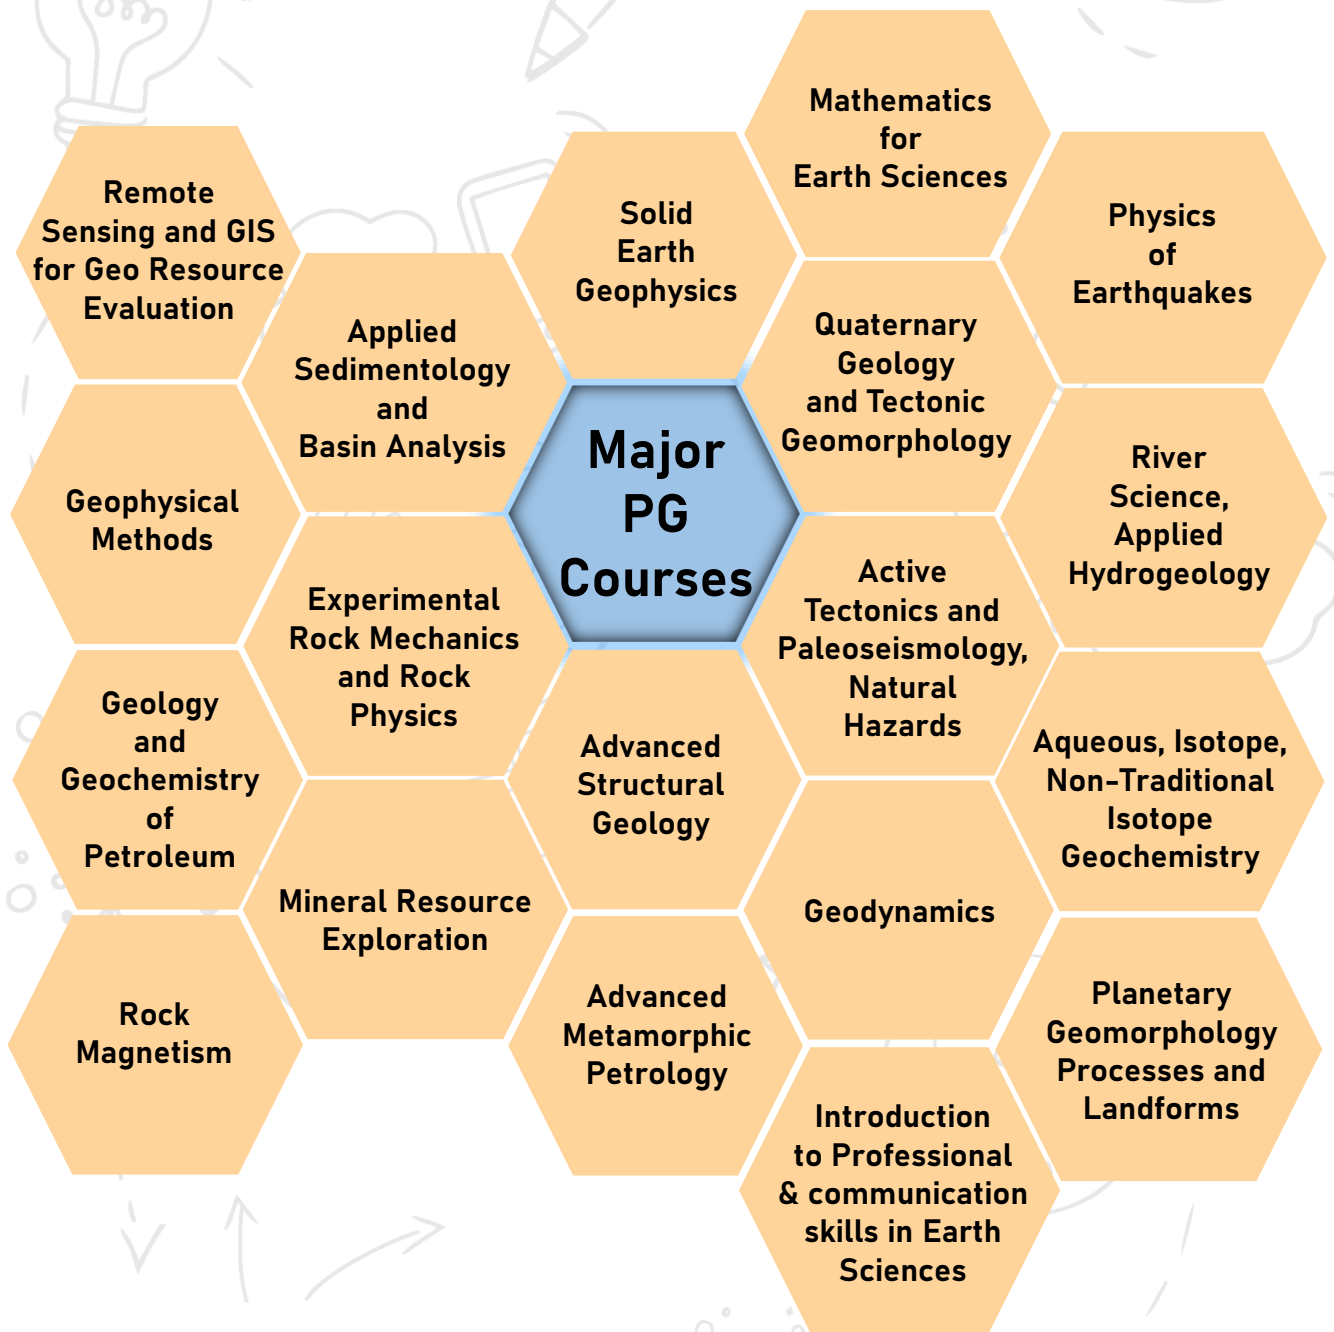 Mathematics
for
Earth Sciences
Remote
Sensing and GIS
for Geo Resource
Evaluation
Solid
Earth
Geophysics
Physics
of
Earthquakes
Applied
Sedimentology
and
Basin Analysis
Quaternary
Geology
and Tectonic
Geomorphology
Major
PG
Courses
Geophysical
Methods
River
Science,
Applied
Hydrogeology
Experimental
Rock Mechanics
and Rock
Physics
Active
Tectonics and
Paleoseismology,
Natural
Hazards
Geology
and
Geochemistry
of
Petroleum
Advanced
Structural
Geology
Aqueous, Isotope,
Non-Traditional
Isotope
Geochemistry
Mineral Resource
Exploration
Geodynamics
Rock
Magnetism
Advanced
Metamorphic
Petrology
Planetary
Geomorphology
Processes and
Landforms
Introduction
to Professional
& communication
skills in Earth
Sciences